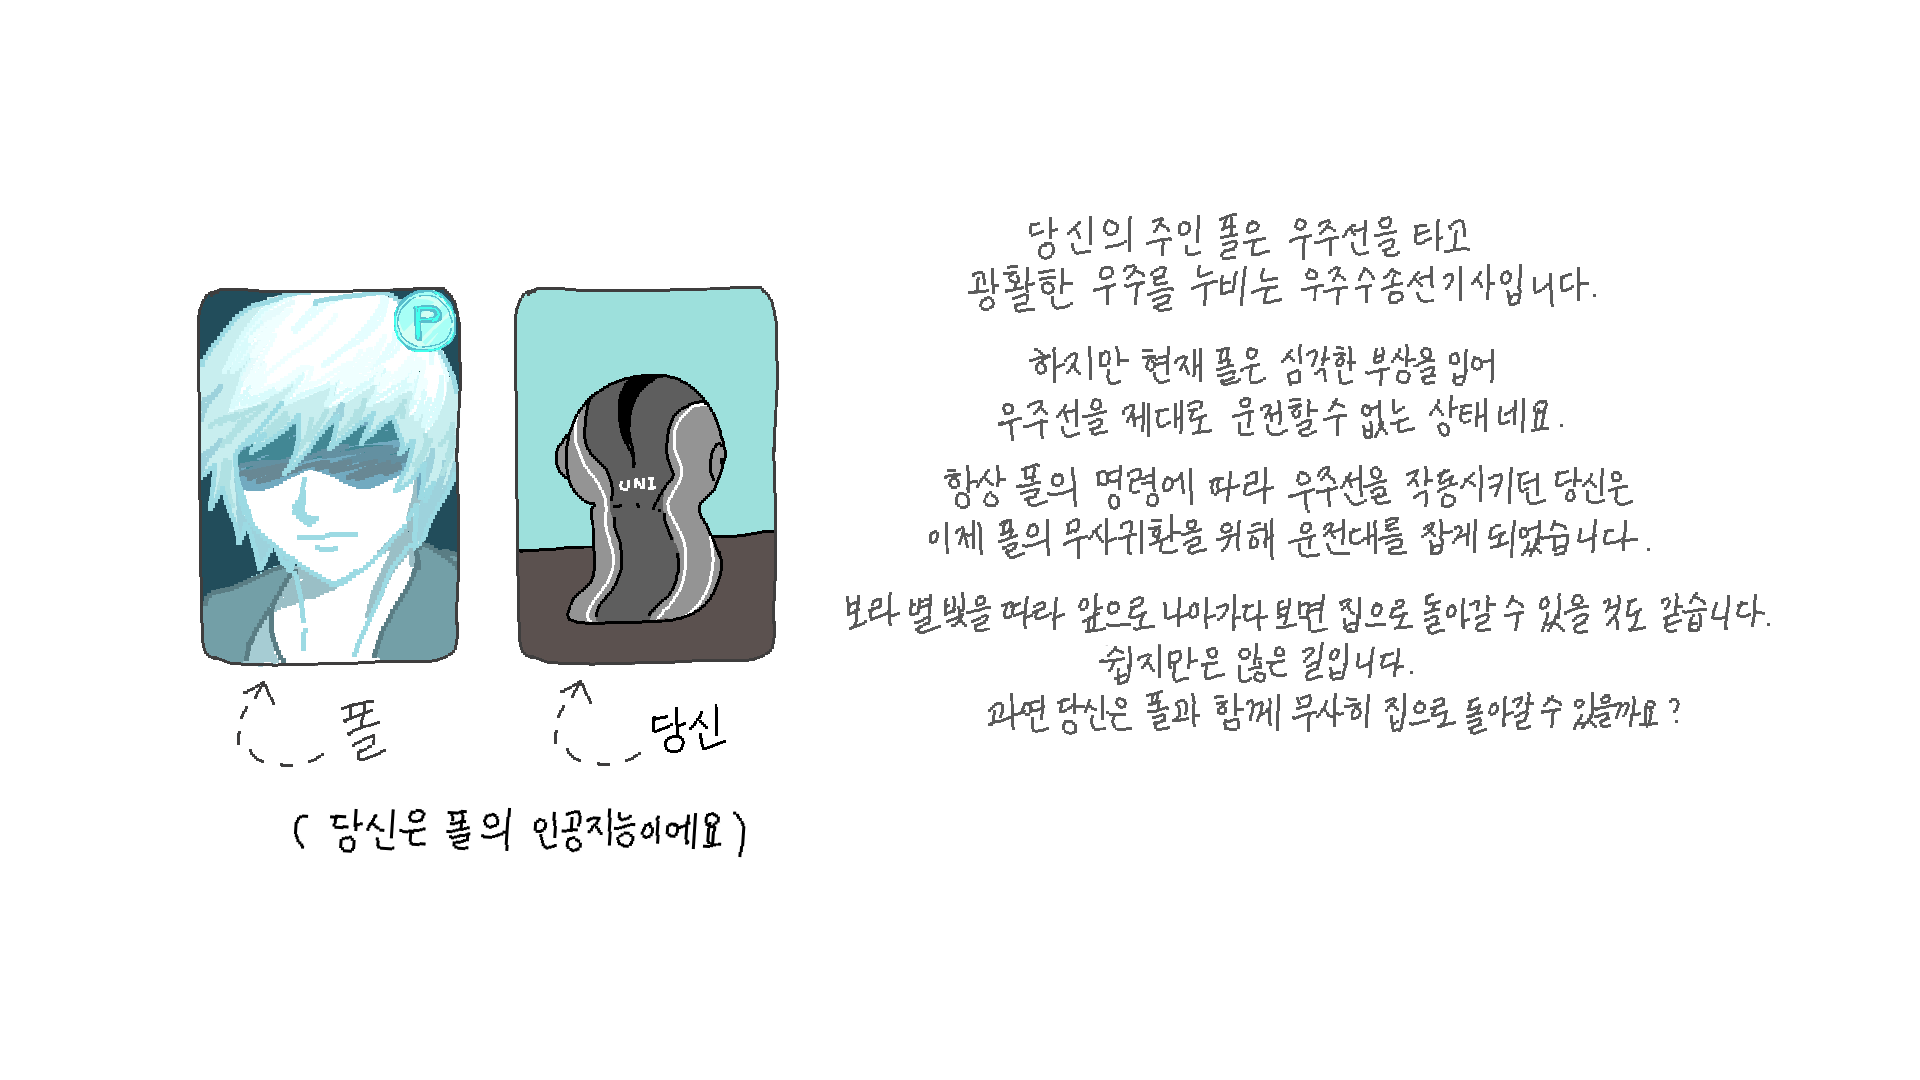 P
UNI
폴
당신
( 당신은 폴의 인공지능이에요 )
당신의 주인 폴은 우주선을 타고
광활한 우주를 누비는 우주수송선기사입니다.
하지만 현재 폴은 심각한 부상을 입어
우주선을 제대로 운전할 수 없는 상태네요.
항상 폴의 명령에 따라 우주선을 작동시키던 당신은
이제 폴의 무사귀환을 위해 운전대를 잡게 되었습니다.
보라 별빛을 따라 앞으로 나아가다 보면 집으로 돌아갈 수 있을 것도 같습니다.
쉽지만은 않은 길입니다.
과연 당신은 폴과 함께 무사히 집으로 돌아갈 수 있을까요?